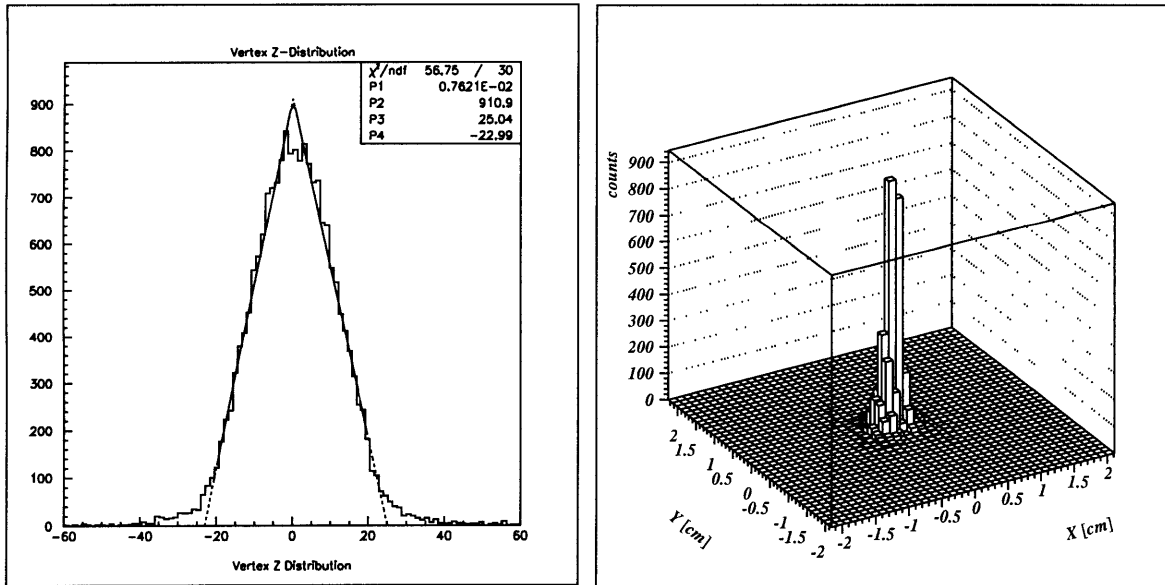 Vertex Z-Distribution
χ²/ndf 56.75 / 30
P1 0.7621E-02
P2 910.9
P3 25.04
P4 -22.99
900
800
700
600
500
400
300
200
100
0
-60 -40 -20 0 20 40 60
Vertex Z Distribution
counts
900
800
700
600
500
400
300
200
100
0
2
1.5
1
0.5
0
-0.5
-1
-1.5
-2
Y [cm]
-2 -1.5 -1 -0.5 0 0.5 1 1.5 2
X [cm]